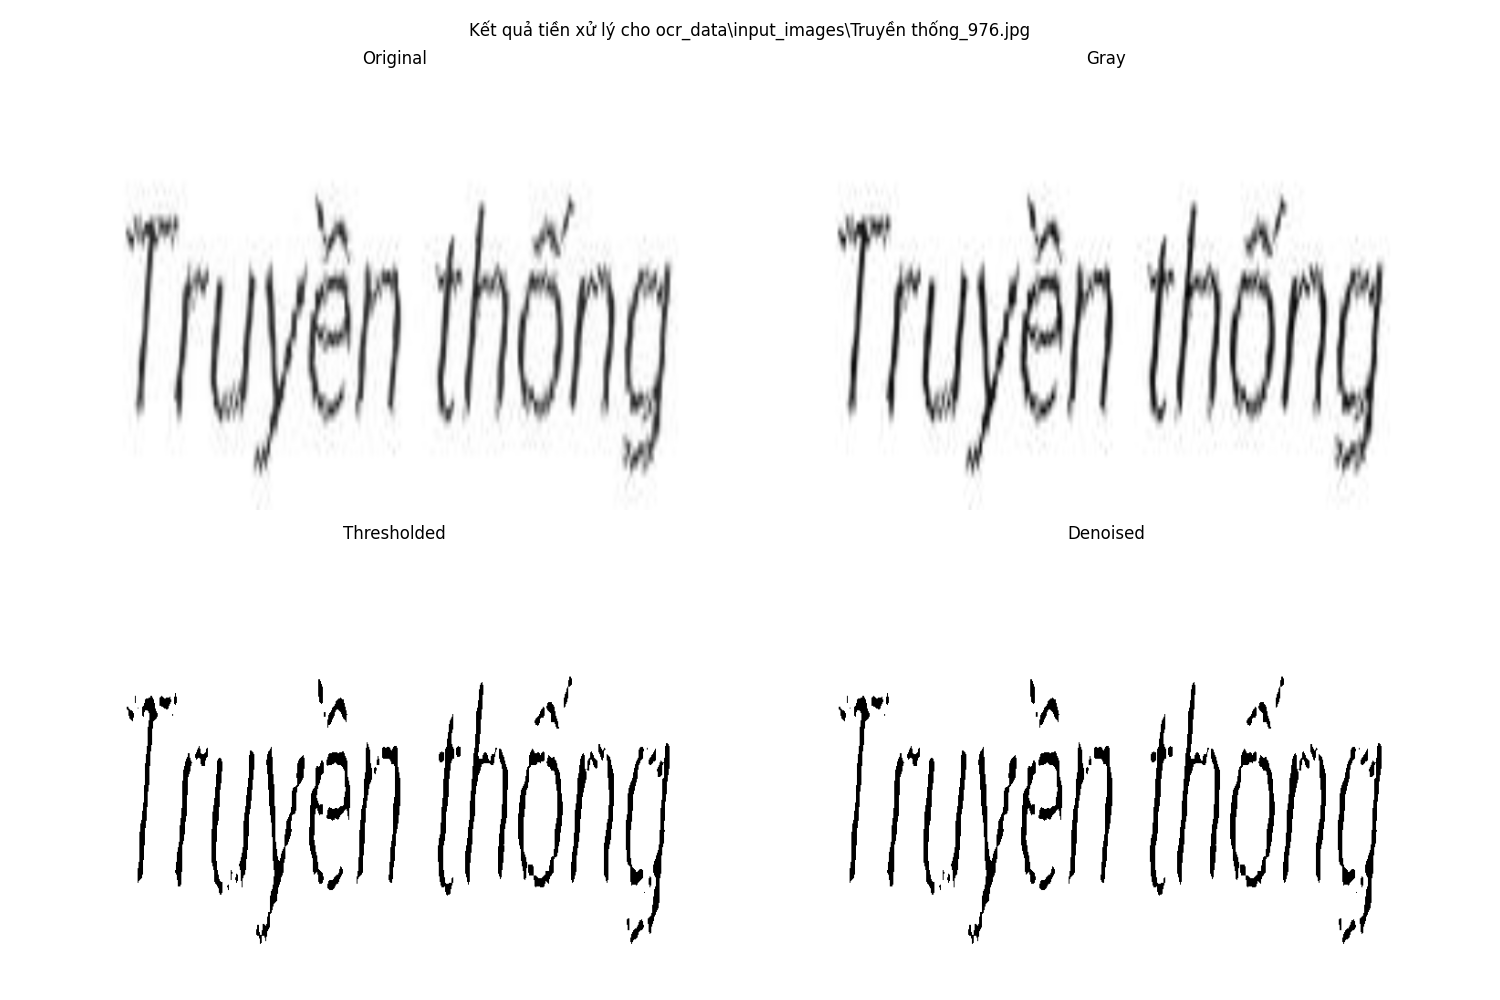 Kết quả tiền xử lý cho ocr_data\input_images\Truyền thống_976.jpg
Original
Gray
Truyền thống
Truyền thống
Thresholded
Denoised
Truyền thống
Truyền thống